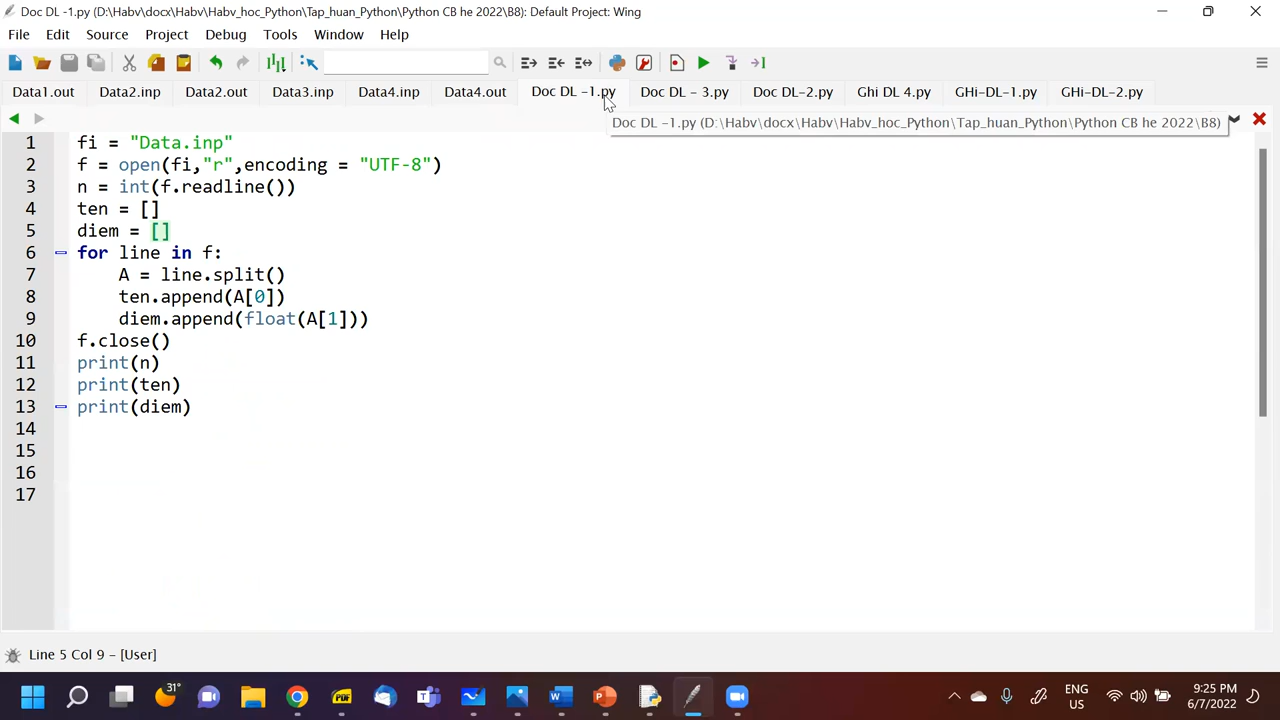 Doc DL -1.py (D:\Habv\docx\Habv\Habv_hoc_Python\Tap_huan_Python\Python CB he 2022\B8): Default Project: Wing
File Edit Source Project Debug Tools Window Help
Data1.out Data2.inp Data2.out Data3.inp Data4.inp Data4.out Doc DL -1.py Doc DL - 3.py Doc DL-2.py Ghi DL 4.py GHi-DL-1.py GHi-DL-2.py
Doc DL -1.py (D:\Habv\docx\Habv\Habv_hoc_Python\Tap_huan_Python\Python CB he 2022\B8)
1 fi = "Data.inp"
2 f = open(fi,"r",encoding = "UTF-8")
3 n = int(f.readline())
4 ten = []
5 diem = []
6 for line in f:
7 A = line.split()
8 ten.append(A[0])
9 diem.append(float(A[1]))
10 f.close()
11 print(n)
12 print(ten)
13 print(diem)
14
15
16
17
Line 5 Col 9 - [User]
31°
PDF
ENG
US
9:25 PM
6/7/2022